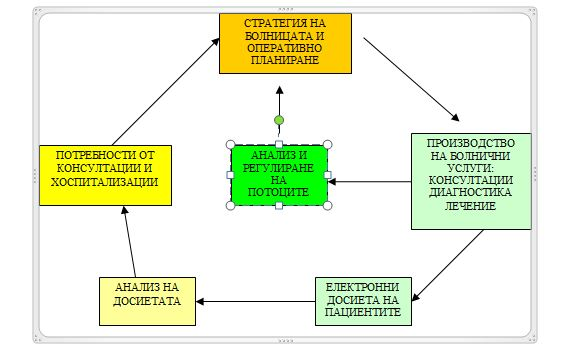 СТРАТЕГИЯ НА
БОЛНИЦАТА И
ОПЕРАТИВНО
ПЛАНИРАНЕ
ПОТРЕБНОСТИ ОТ
КОНСУЛТАЦИИ И
ХОСПИТАЛИЗАЦИИ
АНАЛИЗ И
РЕГУЛИРАНЕ
НА
ПОТОЦИТЕ
ПРОИЗВОДСТВО
НА БОЛНИЧНИ
УСЛУГИ:
КОНСУЛТАЦИИ
ДИАГНОСТИКА
ЛЕЧЕНИЕ
АНАЛИЗ НА
ДОСИЕТАТА
ЕЛЕКТРОННИ
ДОСИЕТА НА
ПАЦИЕНТИТЕ